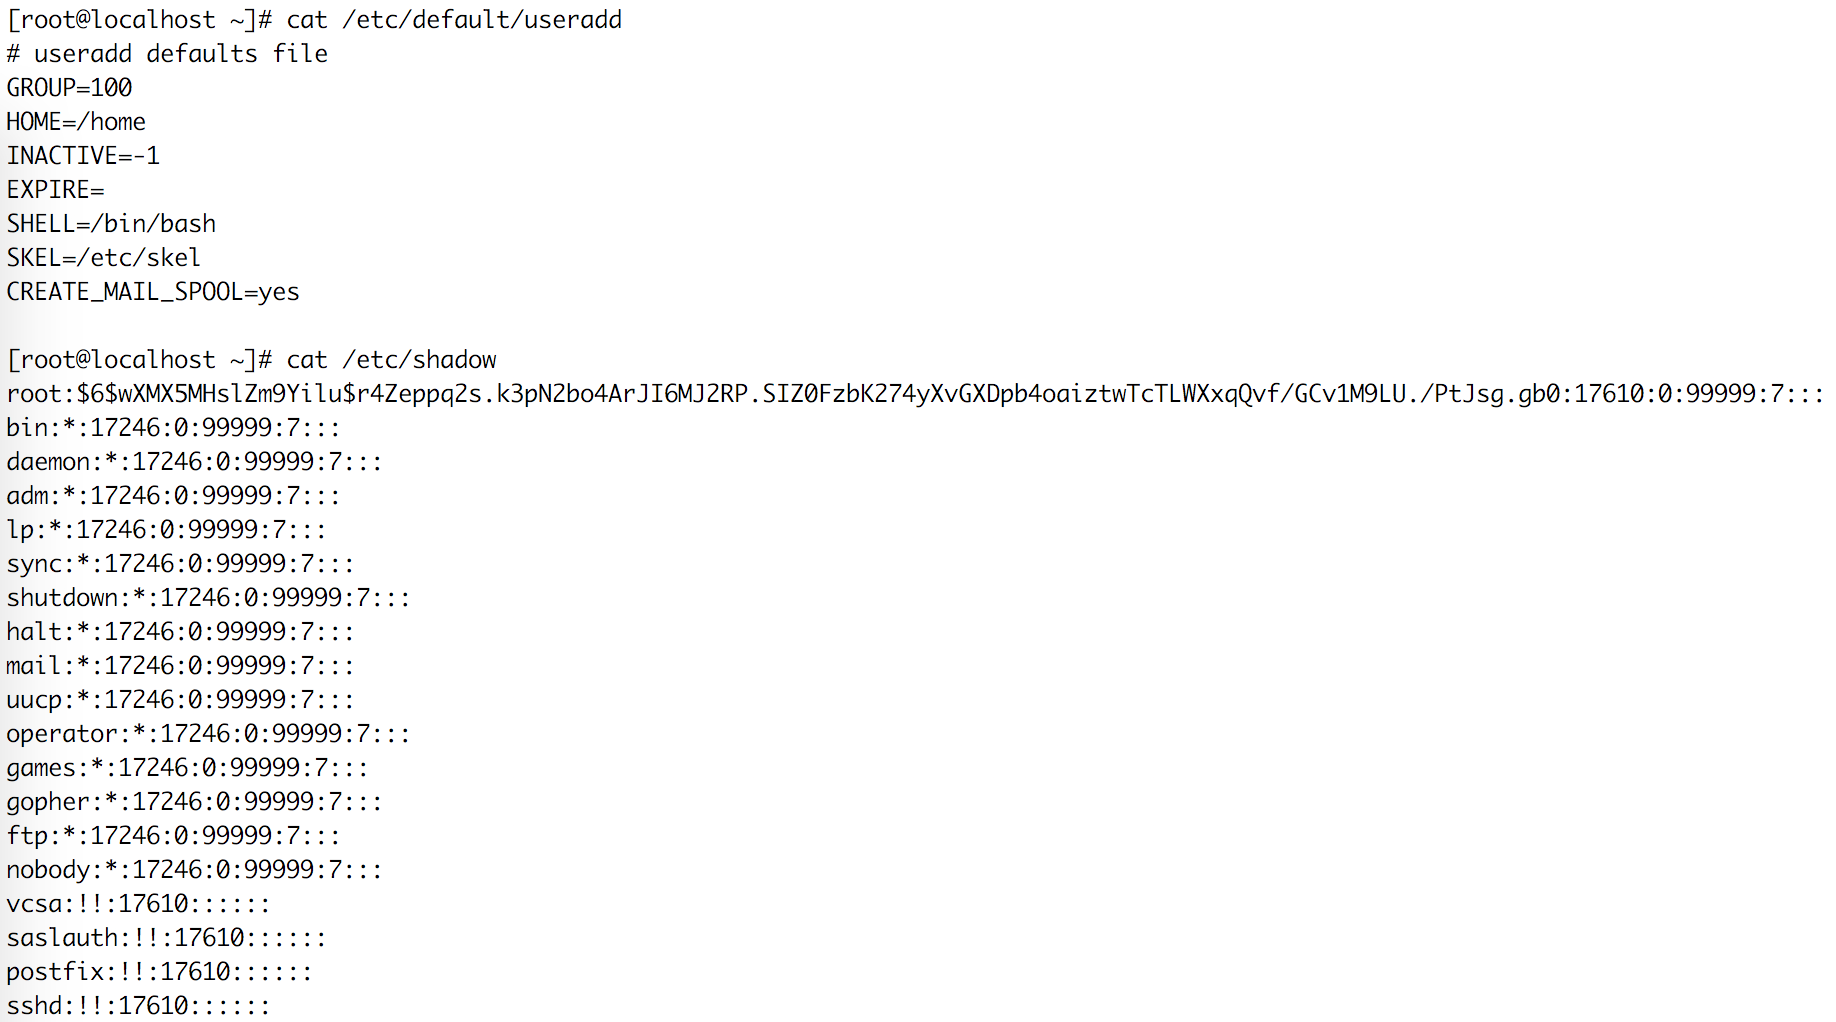 [root@localhost ~]# cat /etc/default/useradd
# useradd defaults file
GROUP=100
HOME=/home
INACTIVE=-1
EXPIRE=
SHELL=/bin/bash
SKEL=/etc/skel
CREATE_MAIL_SPOOL=yes
[root@localhost ~]# cat /etc/shadow
root:$6$wXMX5MHslZm9Yilu$r4Zeppq2s.k3pN2bo4ArJI6MJ2RP.SIZ0FzbK274yXvGXDpb4oaiztwTcTLWXxqQvf/GCv1M9LU./PtJsg.gb0:17610:0:99999:7:::
bin:*:17246:0:99999:7:::
daemon:*:17246:0:99999:7:::
adm:*:17246:0:99999:7:::
lp:*:17246:0:99999:7:::
sync:*:17246:0:99999:7:::
shutdown:*:17246:0:99999:7:::
halt:*:17246:0:99999:7:::
mail:*:17246:0:99999:7:::
uucp:*:17246:0:99999:7:::
operator:*:17246:0:99999:7:::
games:*:17246:0:99999:7:::
gopher:*:17246:0:99999:7:::
ftp:*:17246:0:99999:7:::
nobody:*:17246:0:99999:7:::
vcsa:!!:17610::::::
saslauth:!!:17610::::::
postfix:!!:17610::::::
sshd:!!:17610::::::